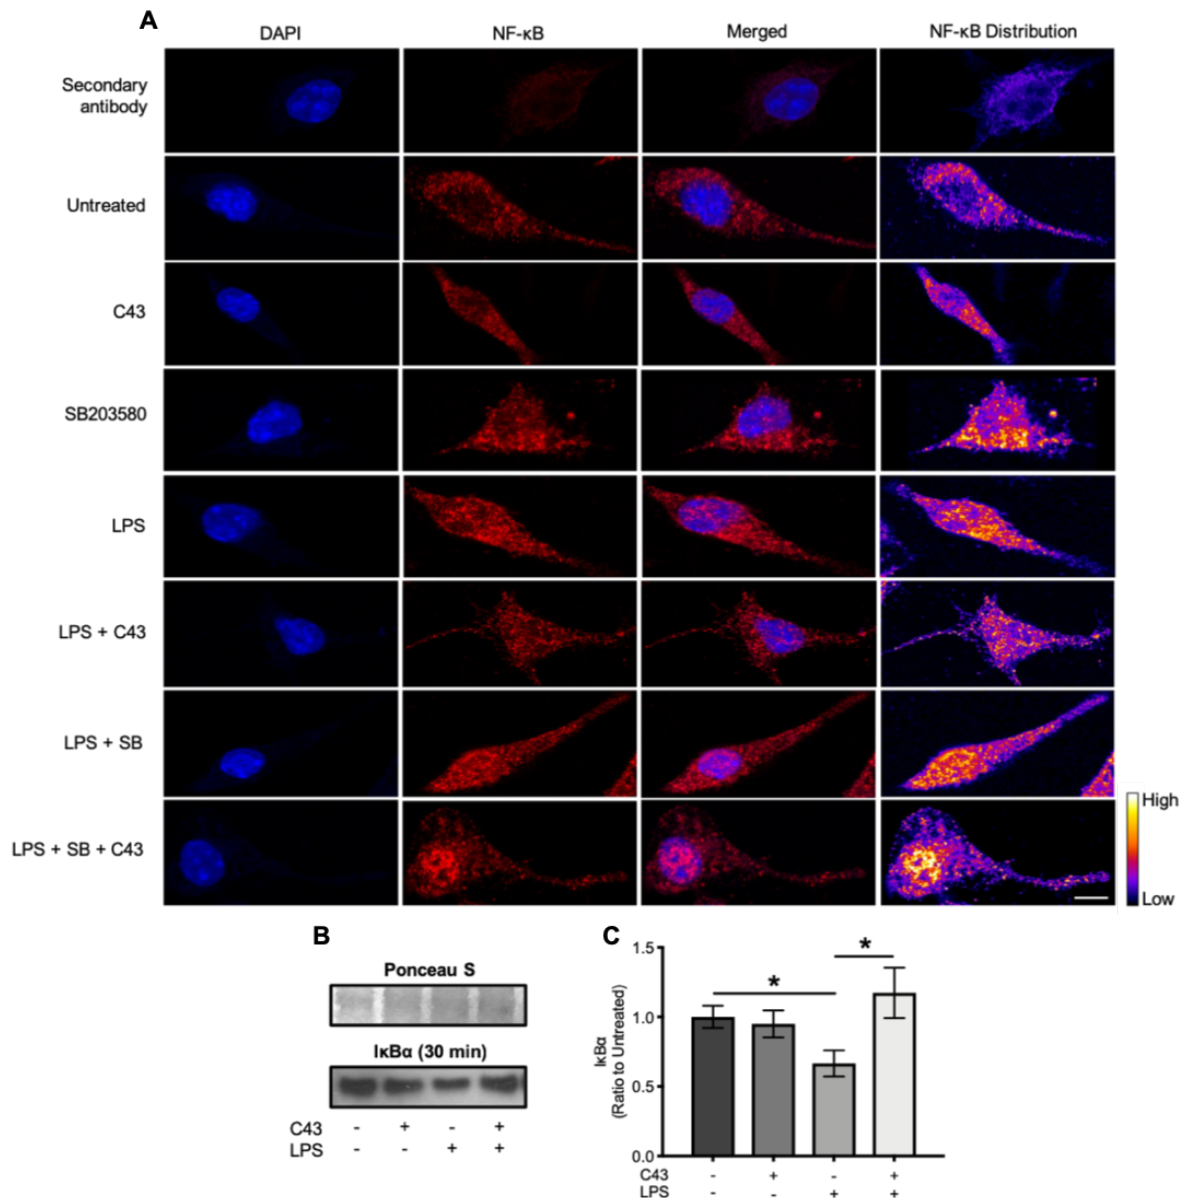 A
DAPI NF-κB Merged NF-κB Distribution
Secondary
antibody
Untreated
C43
SB203580
LPS
LPS + C43
LPS + SB
LPS + SB + C43
High
Low
B
Ponceau S
IκBα (30 min)
C43 - + - +
LPS - - + +
C
IκBα
(Ratio to Untreated)
1.5
1.0
0.5
0.0
*
*
C43 - + - +
LPS - - + +